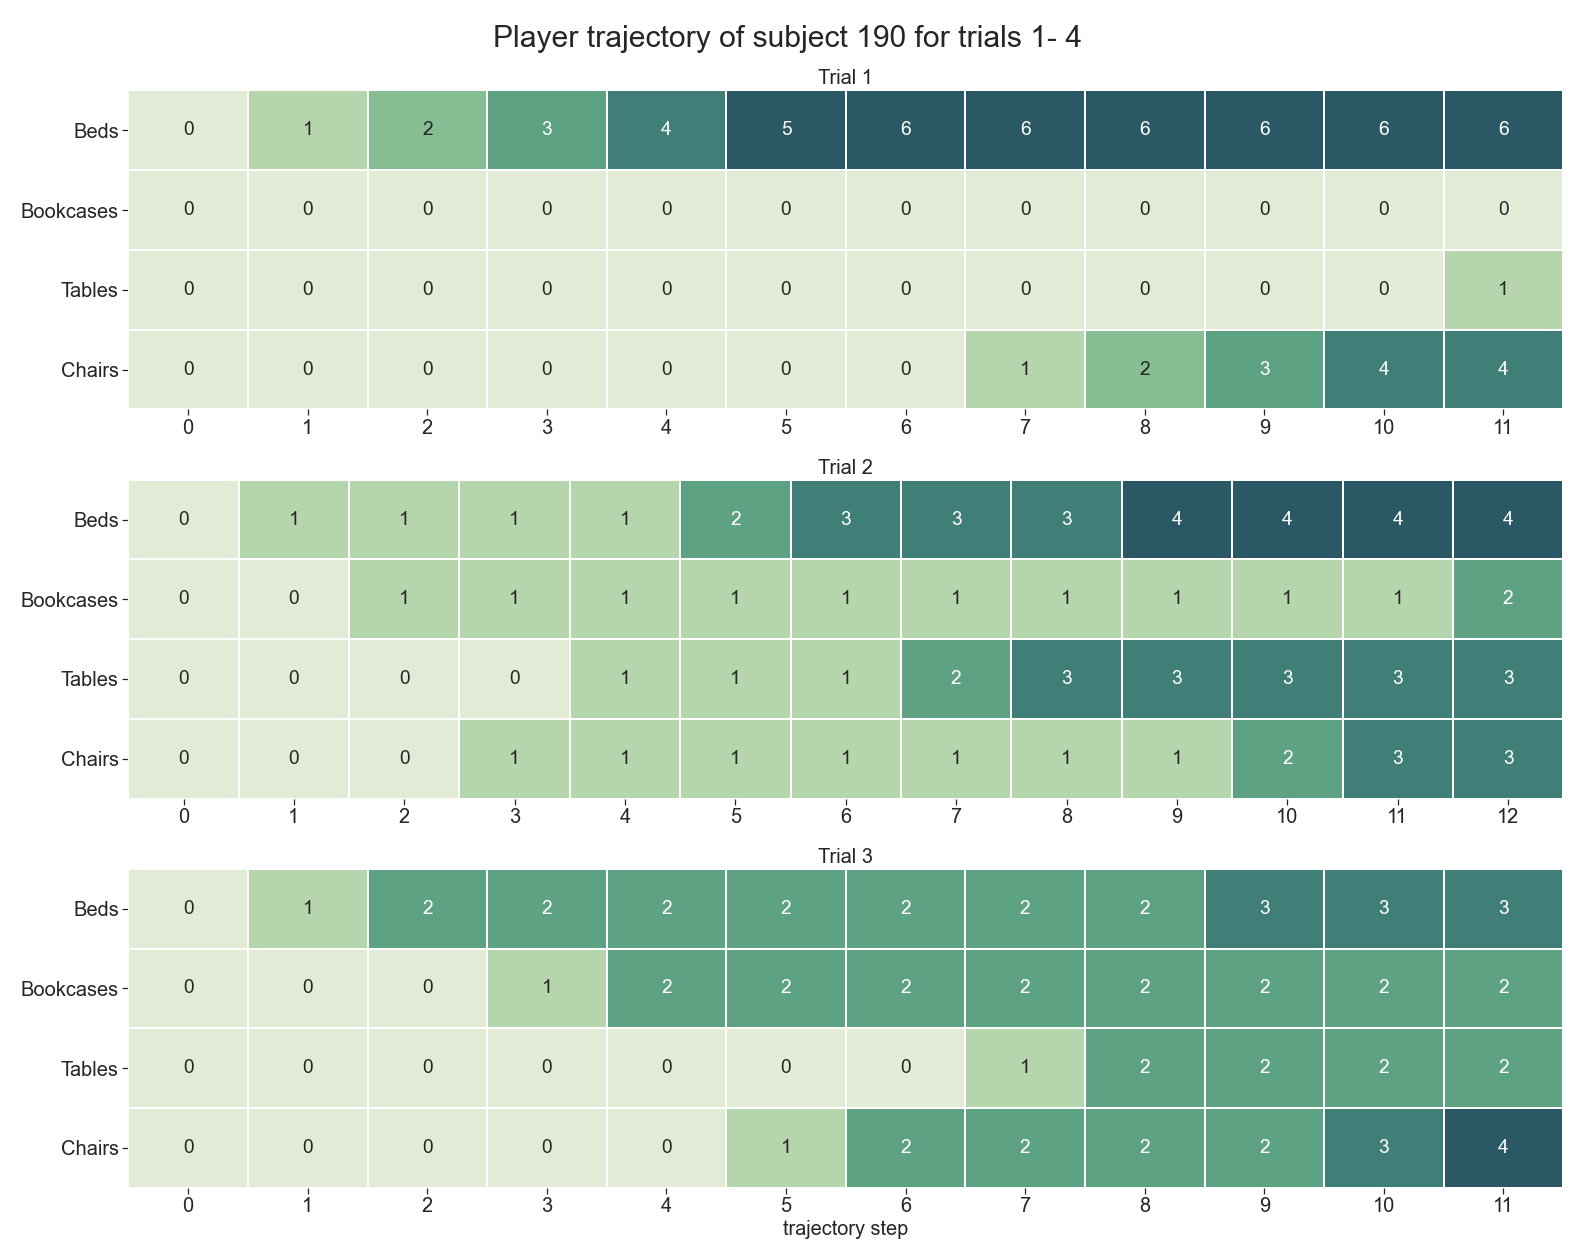 Player trajectory of subject 190 for trials 1- 4
Trial 1
Beds 0 1 2 3 4 5 6 6 6 6 6 6
Bookcases 0 0 0 0 0 0 0 0 0 0 0 0
Tables 0 0 0 0 0 0 0 0 0 0 0 1
Chairs 0 0 0 0 0 0 0 1 2 3 4 4
0 1 2 3 4 5 6 7 8 9 10 11
Trial 2
Beds 0 1 1 1 1 2 3 3 3 4 4 4 4
Bookcases 0 0 1 1 1 1 1 1 1 1 1 1 2
Tables 0 0 0 0 1 1 1 2 3 3 3 3 3
Chairs 0 0 0 1 1 1 1 1 1 1 2 3 3
0 1 2 3 4 5 6 7 8 9 10 11 12
Trial 3
Beds 0 1 2 2 2 2 2 2 2 3 3 3
Bookcases 0 0 0 1 2 2 2 2 2 2 2 2
Tables 0 0 0 0 0 0 0 1 2 2 2 2
Chairs 0 0 0 0 0 1 2 2 2 2 3 4
0 1 2 3 4 5 6 7 8 9 10 11
trajectory step